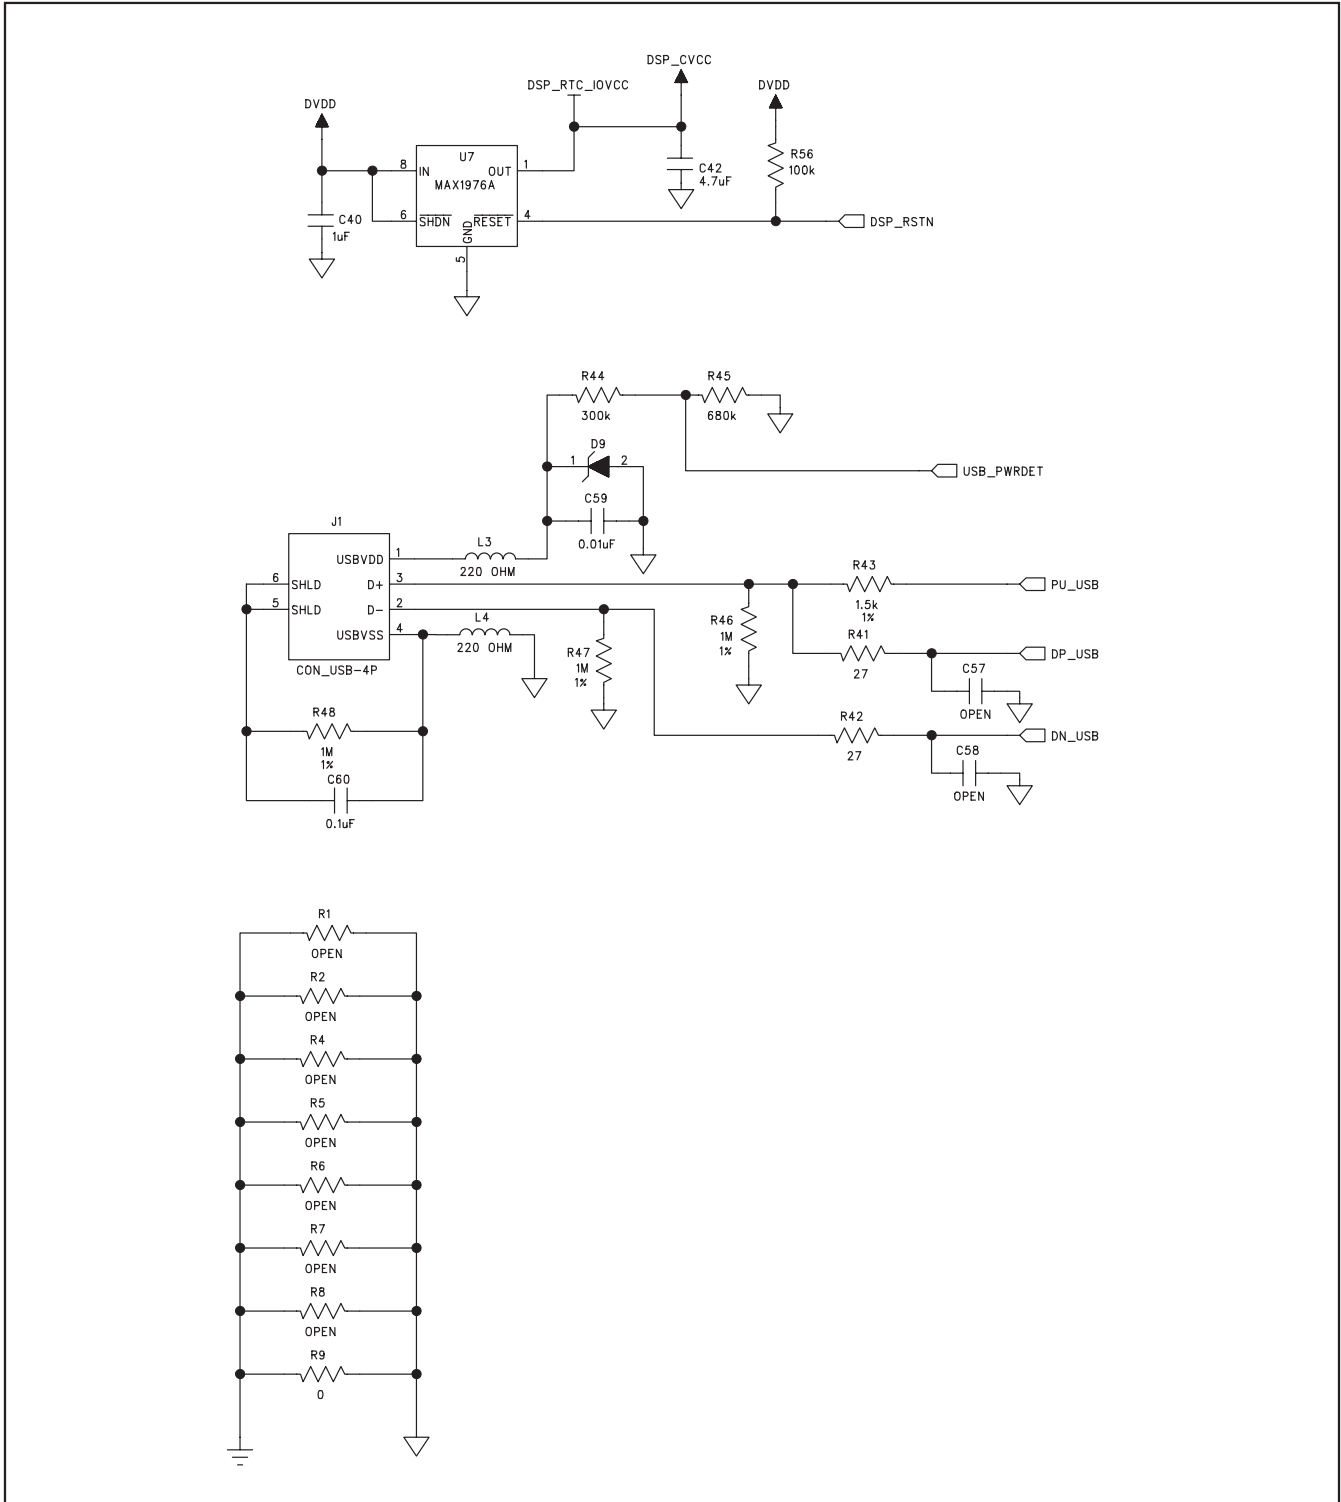 DSP_CVCC
DSP_RTC_IOVCC
DVDD
DVDD
U7
R56
100k
8
IN
OUT
1
MAX1976A
C42
4.7uF
C40
1uF
6
SHDN
RESET
4
DSP_RSTN
GND
5
R44
R45
300k
680k
D9
1
2
USB_PWRDET
C59
0.01uF
J1
USBVDD
1
L3
220 OHM
6
SHLD
D+
3
R43
1.5k
1%
PU_USB
5
SHLD
D-
2
L4
220 OHM
R46
1M
1%
USBVSS
4
R41
27
DP_USB
R47
1M
1%
CON_USB-4P
C57
OPEN
R48
1M
1%
R42
27
DN_USB
C58
OPEN
C60
0.1uF
R1
OPEN
R2
OPEN
R4
OPEN
R5
OPEN
R6
OPEN
R7
OPEN
R8
OPEN
R9
0